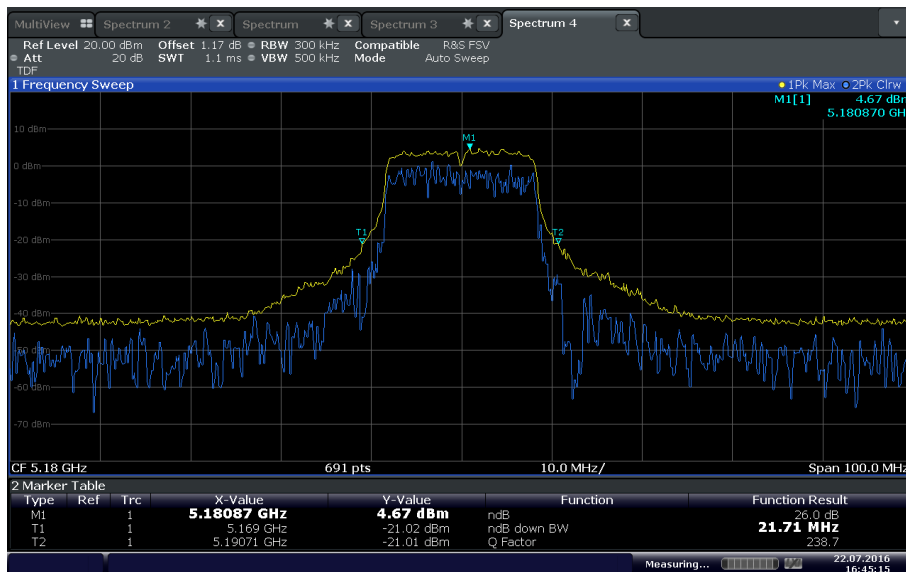 MultiView Spectrum 2 Spectrum Spectrum 3 Spectrum 4
Ref Level 20.00 dBm Offset 1.17 dB RBW 300 kHz Compatible R&S FSV
Att 20 dB SWT 1.1 ms VBW 500 kHz Mode Auto Sweep
TDF
1 Frequency Sweep 1Pk Max 2Pk Clrw
M1[1] 4.67 dBm
5.180870 GH
10 dBm
M1
0 dBm
-10 dBm
T1 T2
-20 dBm
-30 dBm
-40 dBm
-50 dBm
-60 dBm
-70 dBm
CF 5.18 GHz 691 pts 10.0 MHz/ Span 100.0 MHz
2 Marker Table
Type Ref Trc X-Value Y-Value Function Function Result
M1 1 5.18087 GHz 4.67 dBm ndB 26.0 dB
T1 1 5.169 GHz -21.02 dBm ndB down BW 21.71 MHz
T2 1 5.19071 GHz -21.01 dBm Q Factor 238.7
Measuring... 22.07.2016
16:45:15